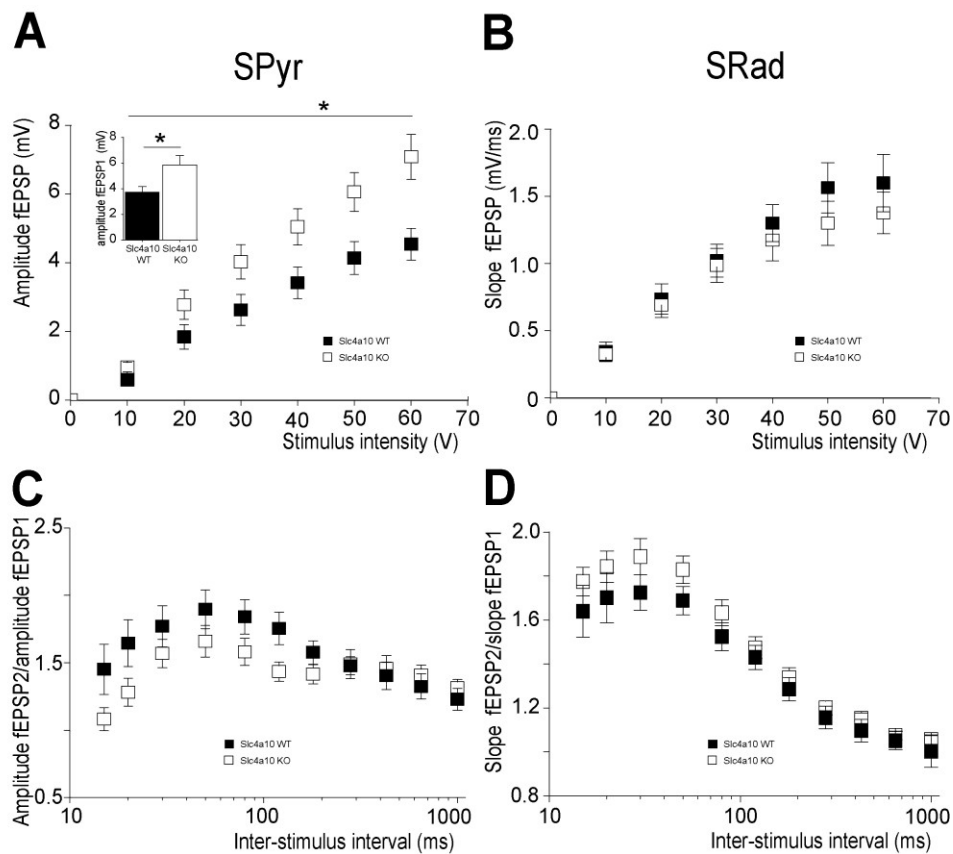 A
SPyr
*
Amplitude fEPSP (mV)
8
6
4
2
0
10
20
30
40
50
60
70
Stimulus intensity (V)
amplitude fEPSP1 (mV)
8
6
4
2
0
*
Slc4a10 WT
Slc4a10 KO
Slc4a10 WT
Slc4a10 KO
B
SRad
Slope fEPSP (mV/ms)
2.0
1.5
1.0
0.5
0
10
20
30
40
50
60
70
Stimulus intensity (V)
Slc4a10 WT
Slc4a10 KO
C
Amplitude fEPSP2/amplitude fEPSP1
2.5
1.5
0.5
10
100
1000
Inter-stimulus interval (ms)
Slc4a10 WT
Slc4a10 KO
D
Slope fEPSP2/slope fEPSP1
2.0
1.6
1.2
0.8
10
100
1000
Inter-stimulus interval (ms)
Slc4a10 WT
Slc4a10 KO